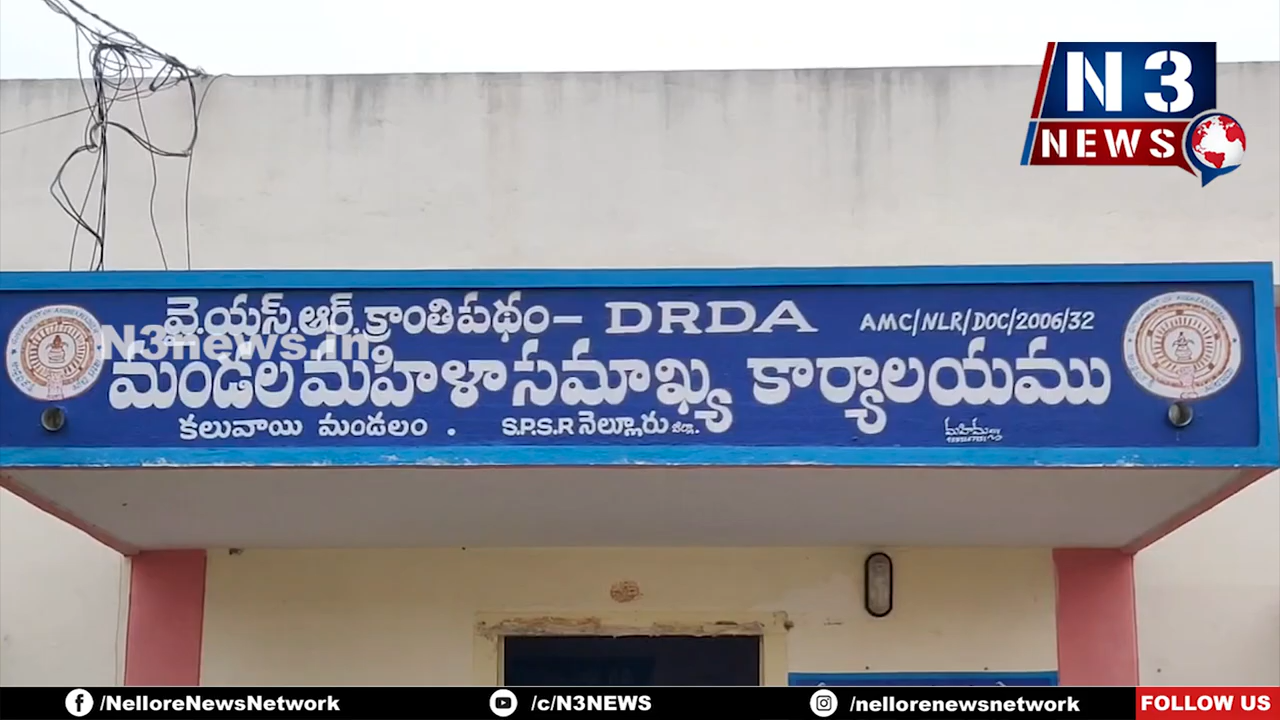 N 3
NEWS
వై.యస్.ఆర్.క్రాంతిపథం– DRDA AMC/NLR/DOC/2006/32
N3news.in
మండల మహిళా సమాఖ్య కార్యాలయము
కలువాయి మండలం . S.P.S.R నెల్లూరు జిల్లా.
/NelloreNewsNetwork /c/N3NEWS /nellorenewsnetwork FOLLOW US